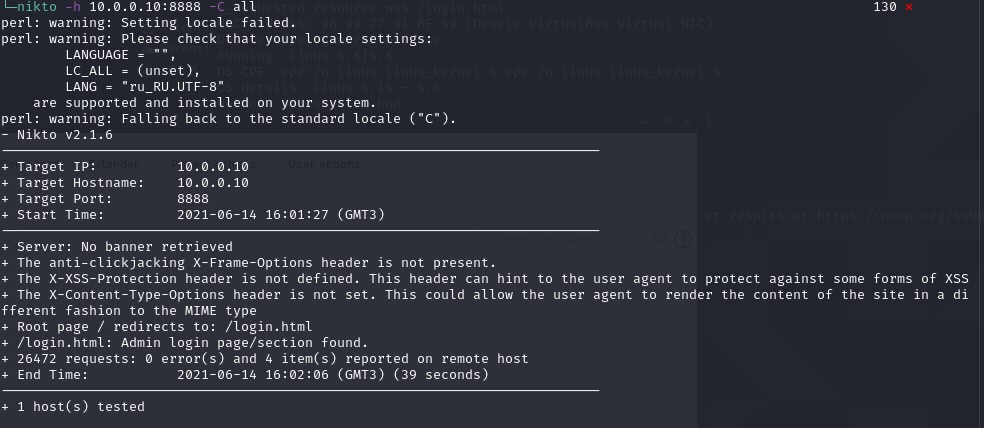 └─nikto -h 10.0.0.10:8888 -C all 130 ×
perl: warning: Setting locale failed.
perl: warning: Please check that your locale settings:
LANGUAGE = "",
LC_ALL = (unset),
LANG = "ru_RU.UTF-8"
are supported and installed on your system.
perl: warning: Falling back to the standard locale ("C").
- Nikto v2.1.6
+ Target IP: 10.0.0.10
+ Target Hostname: 10.0.0.10
+ Target Port: 8888
+ Start Time: 2021-06-14 16:01:27 (GMT3)
+ Server: No banner retrieved
+ The anti-clickjacking X-Frame-Options header is not present.
+ The X-XSS-Protection header is not defined. This header can hint to the user agent to protect against some forms of XSS
+ The X-Content-Type-Options header is not set. This could allow the user agent to render the content of the site in a di
fferent fashion to the MIME type
+ Root page / redirects to: /login.html
+ /login.html: Admin login page/section found.
+ 26472 requests: 0 error(s) and 4 item(s) reported on remote host
+ End Time: 2021-06-14 16:02:06 (GMT3) (39 seconds)
+ 1 host(s) tested